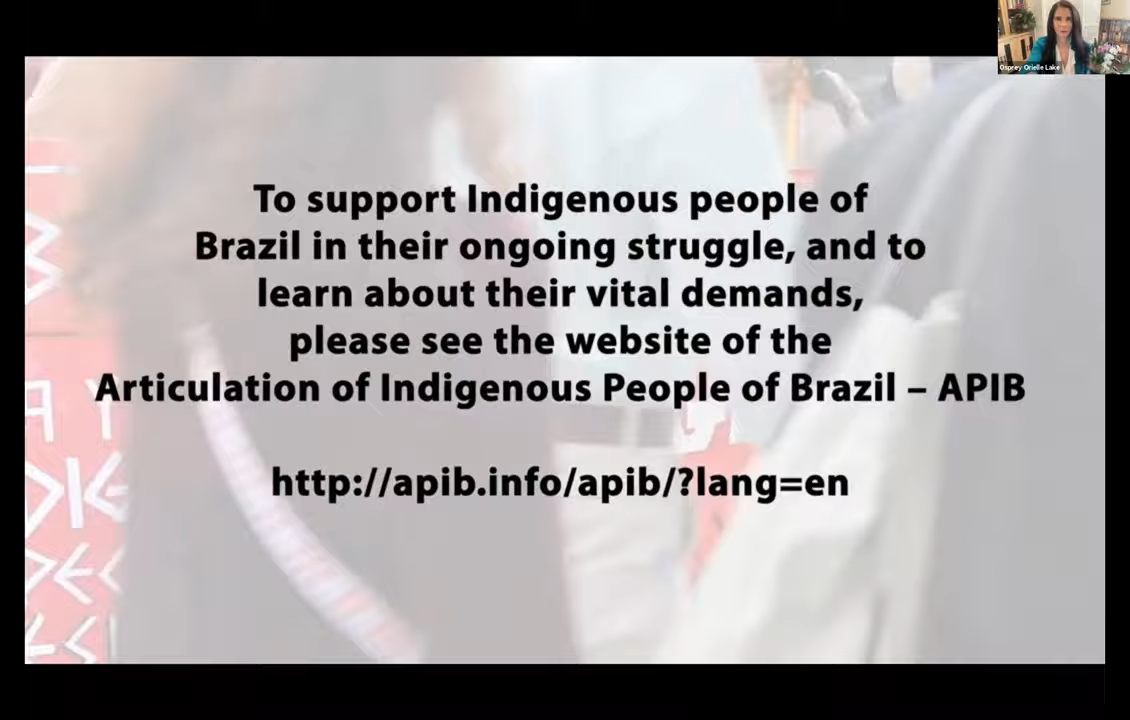 Osprey Orielle Lake
To support Indigenous people of
Brazil in their ongoing struggle, and to
learn about their vital demands,
please see the website of the
Articulation of Indigenous People of Brazil – APIB
http://apib.info/apib/?lang=en